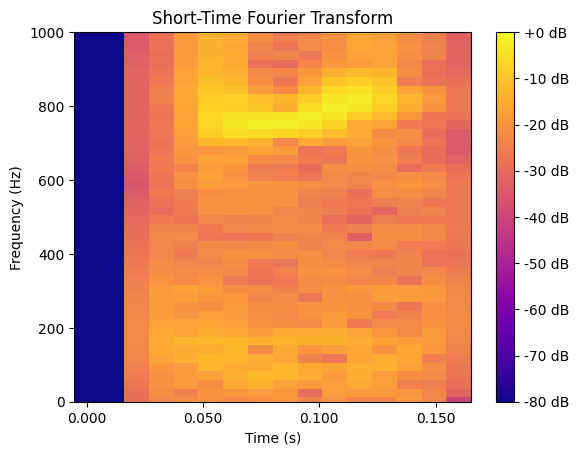 Short-Time Fourier Transform
1000
800
600
400
200
0
Frequency (Hz)
0.000
0.050
0.100
0.150
Time (s)
+0 dB
-10 dB
-20 dB
-30 dB
-40 dB
-50 dB
-60 dB
-70 dB
-80 dB